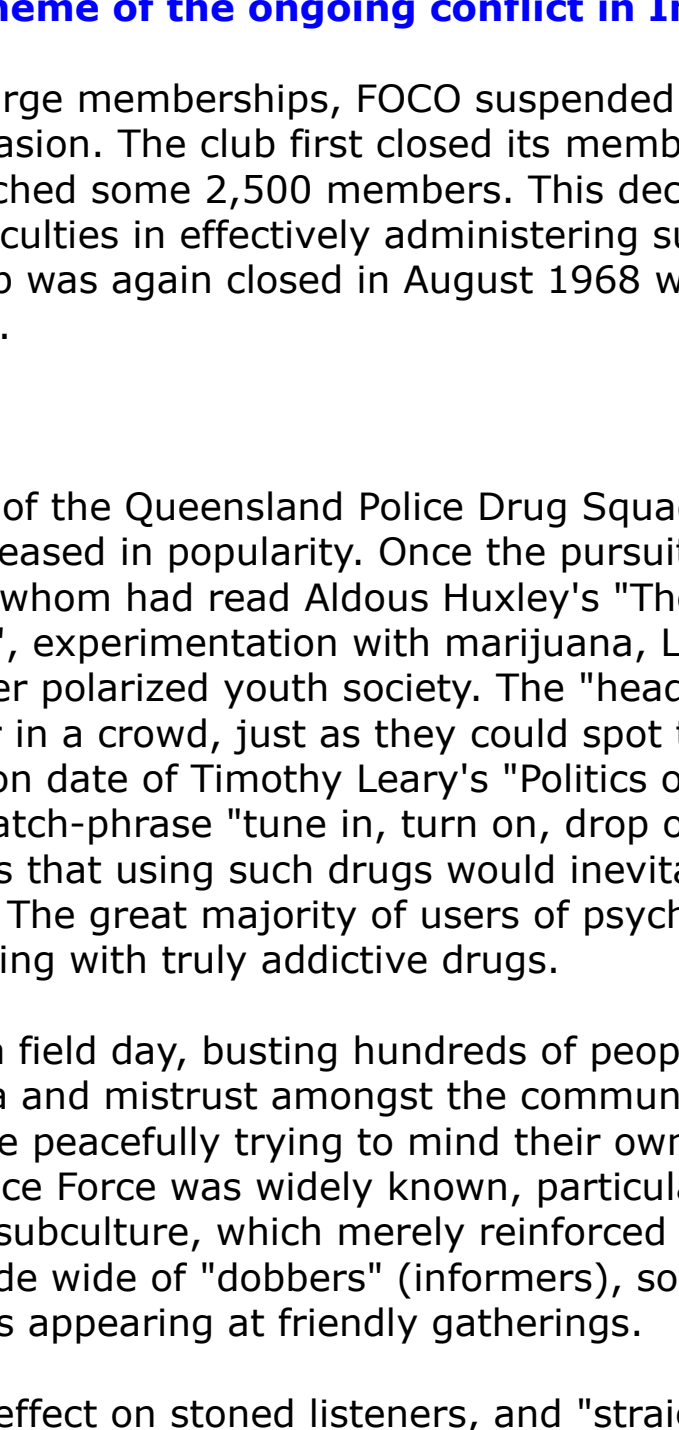 heme of the ongoing conflict in In
rge memberships, FOCO suspended
asion. The club first closed its memb
ched some 2,500 members. This dec
culties in effectively administering su
b was again closed in August 1968 w
.
of the Queensland Police Drug Squa
eased in popularity. Once the pursuit
whom had read Aldous Huxley's "The
", experimentation with marijuana, L
er polarized youth society. The "head
r in a crowd, just as they could spot t
on date of Timothy Leary's "Politics o
atch-phrase "tune in, turn on, drop o
s that using such drugs would inevita
The great majority of users of psych
ing with truly addictive drugs.
a field day, busting hundreds of peop
a and mistrust amongst the commun
e peacefully trying to mind their own
ce Force was widely known, particula
subculture, which merely reinforced
de wide of "dobbers" (informers), so
s appearing at friendly gatherings.
effect on stoned listeners, and "straig